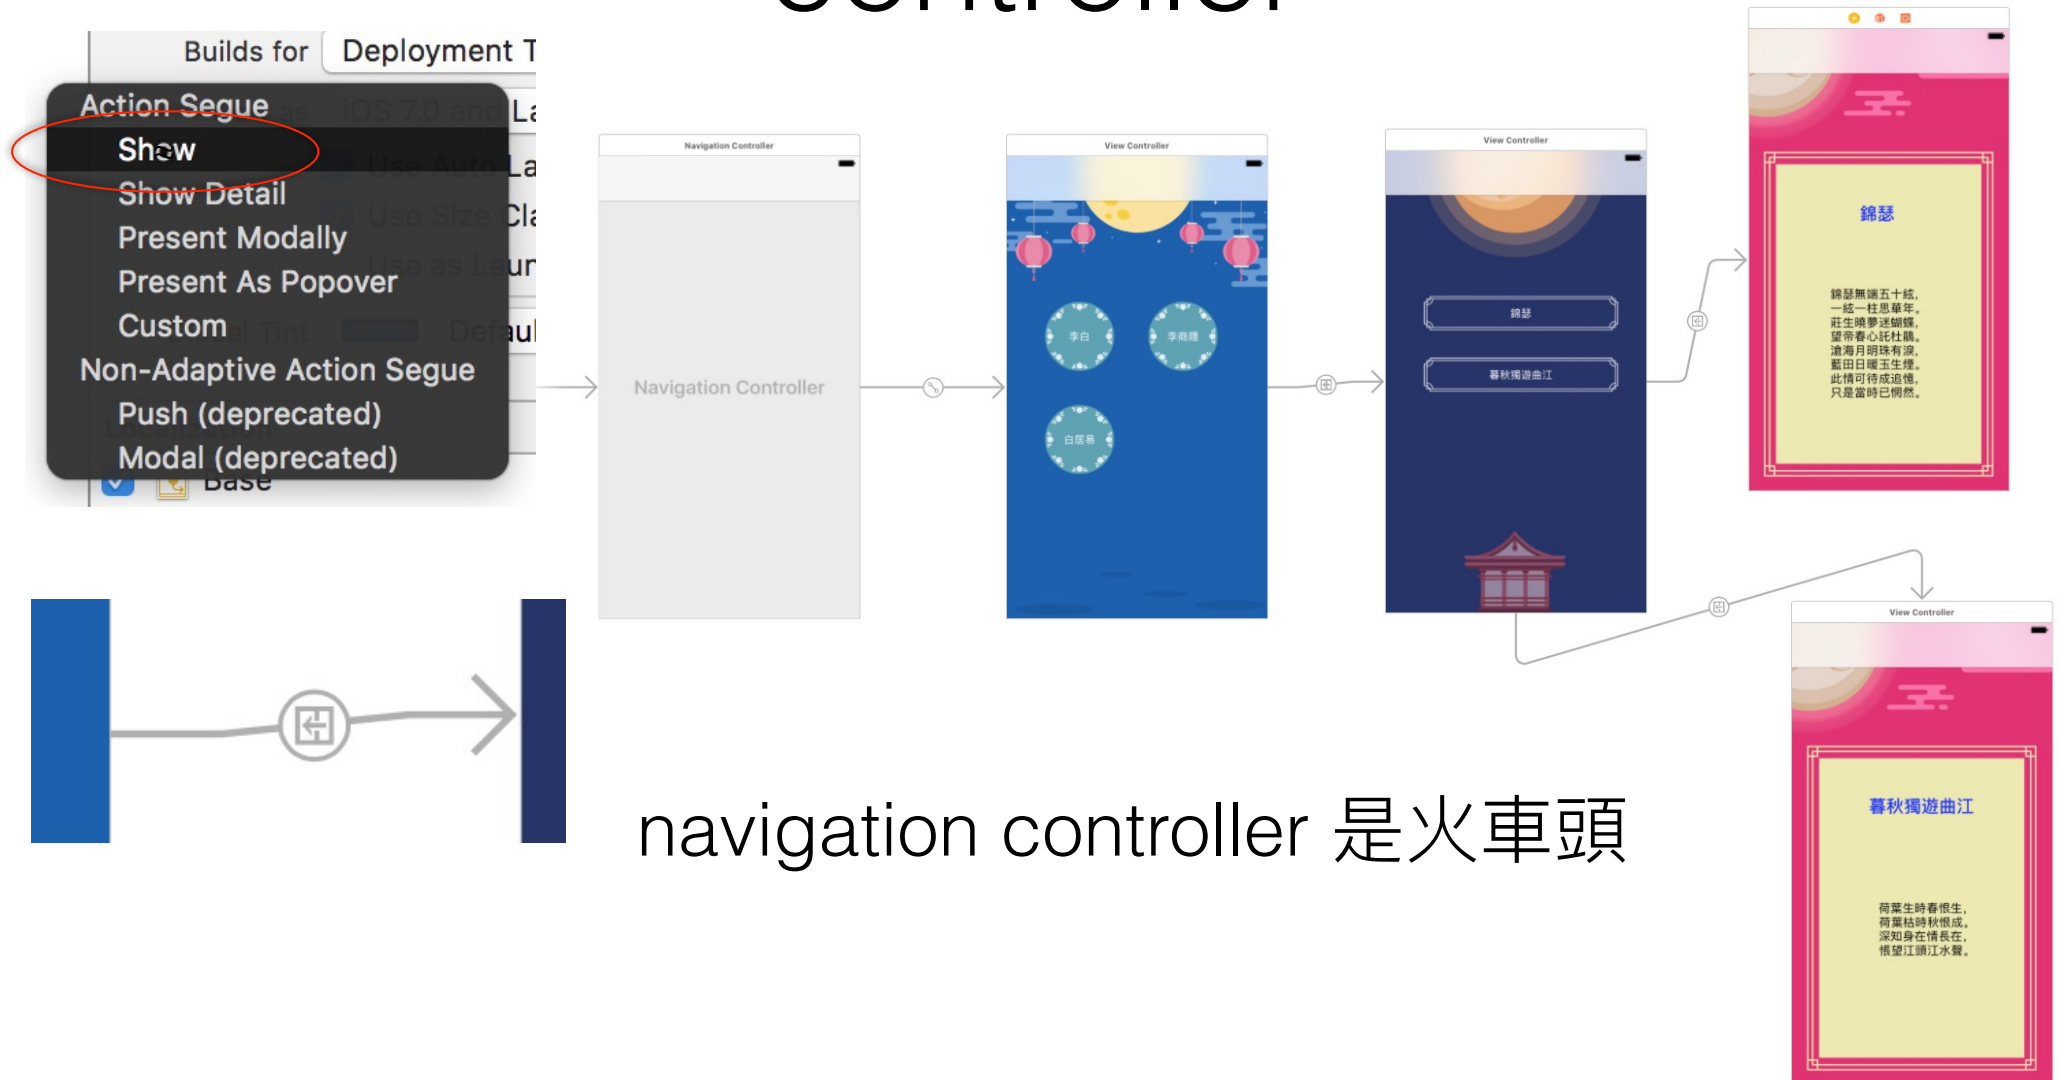 controller
Builds for Deployment T
Action Segue
Show
Show Detail
Present Modally
Present As Popover
Custom
Non-Adaptive Action Segue
Push (deprecated)
Modal (deprecated)
Base
Navigation Controller
Navigation Controller
View Controller
李白
李商隱
白居易
View Controller
錦瑟
暮秋獨遊曲江
錦瑟
錦瑟無端五十絃，
一絃一柱思華年。
莊生曉夢迷蝴蝶，
望帝春心託杜鵑。
滄海月明珠有淚，
藍田日暖玉生煙。
此情可待成追憶，
只是當時已惘然。
View Controller
暮秋獨遊曲江
荷葉生時春恨生，
荷葉枯時秋恨成。
深知身在情長在，
悵望江頭江水聲。
navigation controller 是火車頭